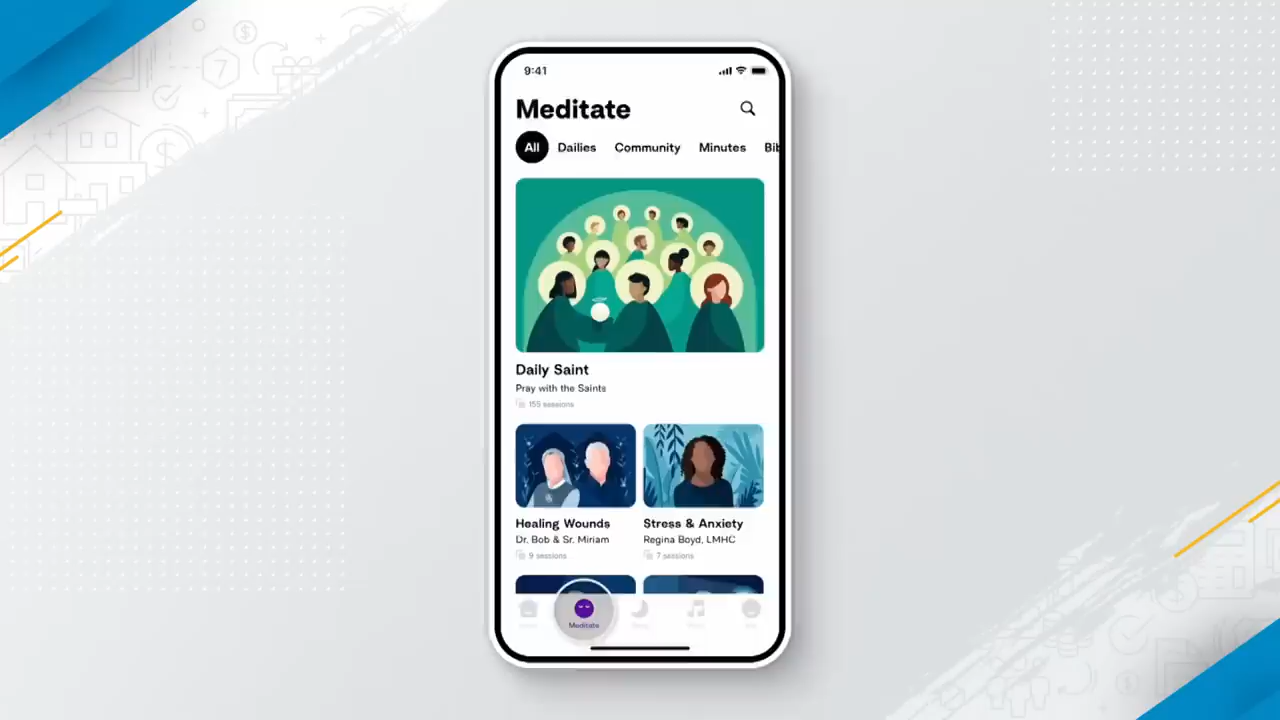 9:41
Meditate
All Dailies Community Minutes Bib
Daily Saint
Pray with the Saints
155 sessions
Healing Wounds Stress & Anxiety
Dr. Bob & Sr. Miriam Regina Boyd, LMHC
9 sessions 7 sessions
Meditate